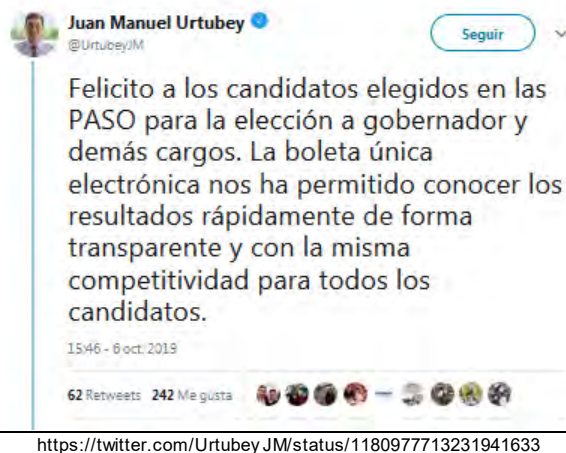 Juan Manuel Urtubey
@UrtubeyJM
Seguir
Felicito a los candidatos elegidos en las
PASO para la elección a gobernador y
demás cargos. La boleta única
electrónica nos ha permitido conocer los
resultados rápidamente de forma
transparente y con la misma
competitividad para todos los
candidatos.
15:46 - 6 oct. 2019
62 Retweets 242 Me gusta
https://twitter.com/UrtubeyJM/status/1180977713231941633